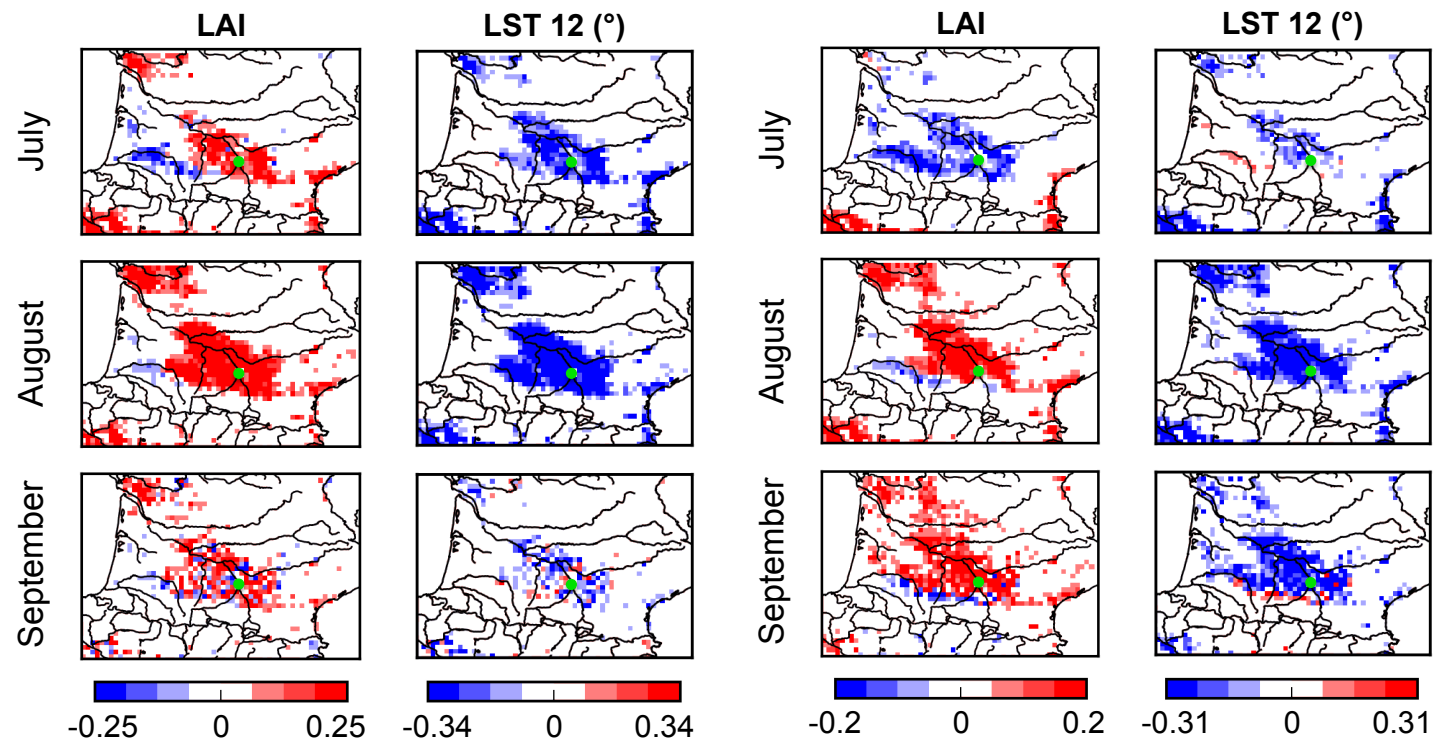 LAI LST 12 (°) LAI LST 12 (°)
July July
August August
September September
-0.25 0 0.25 -0.34 0 0.34 -0.2 0 0.2 -0.31 0 0.31